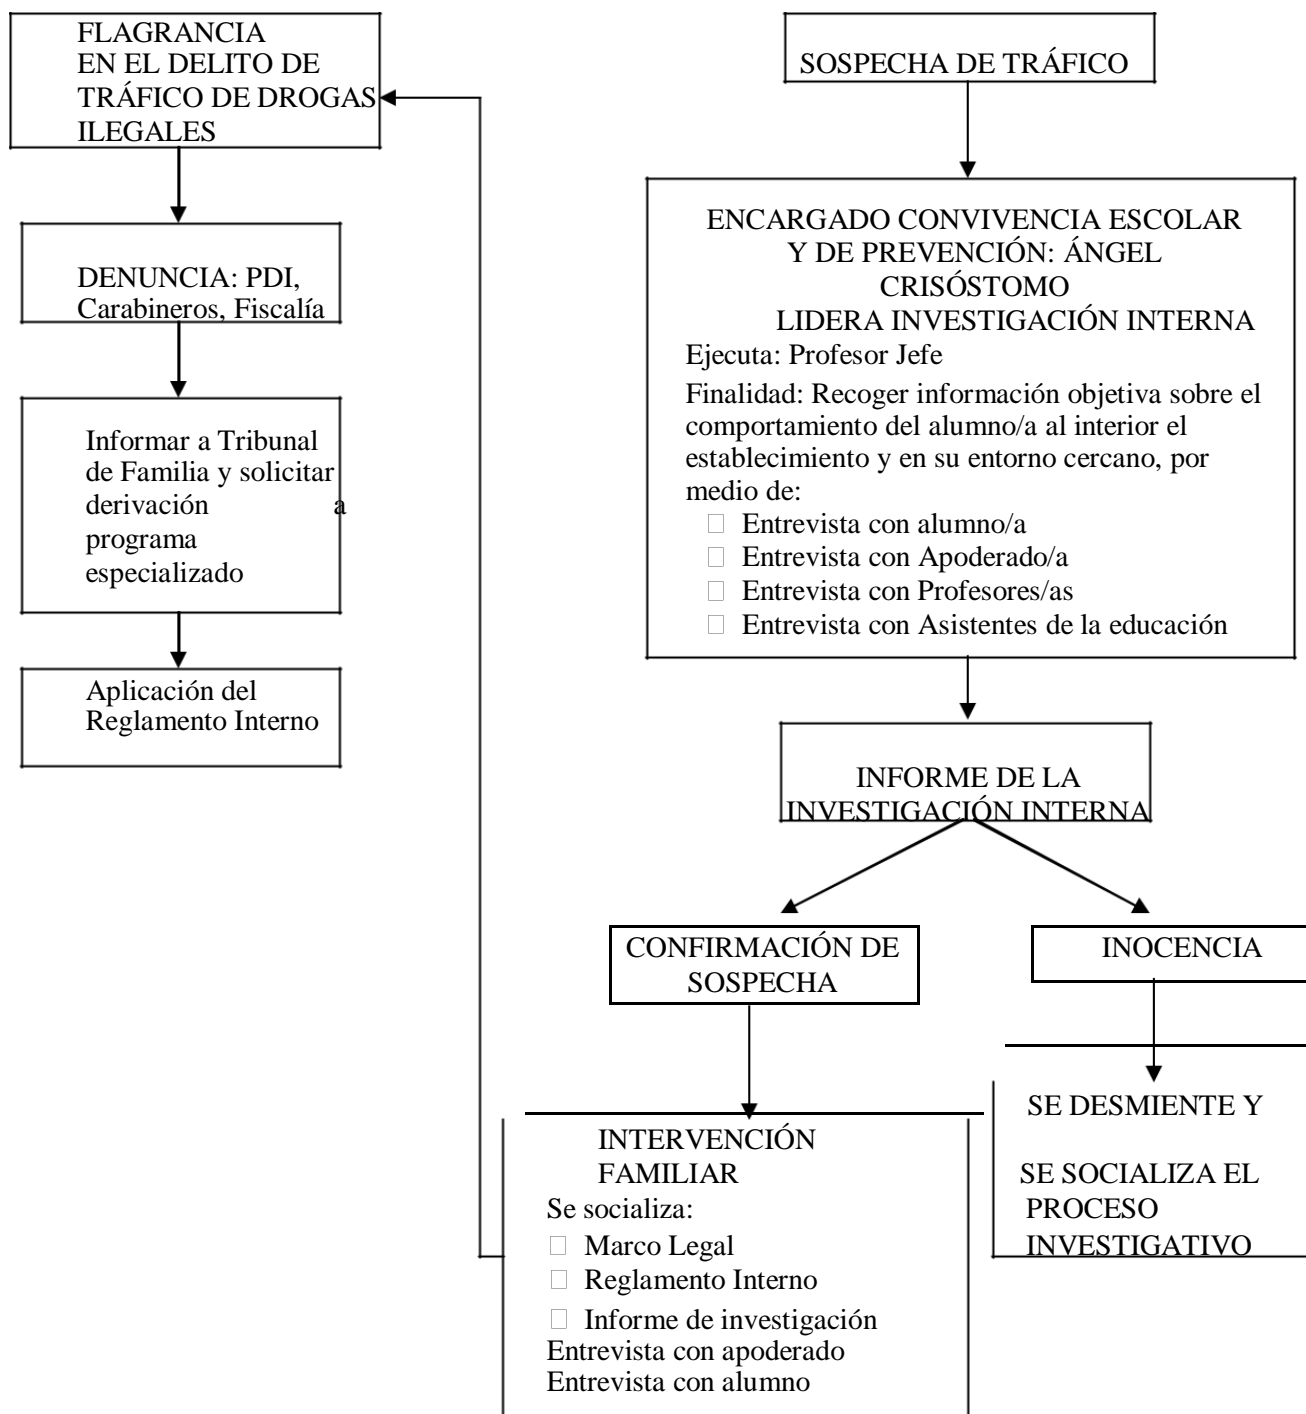 FLAGRANCIA
EN EL DELITO DE
TRÁFICO DE DROGAS
ILEGALES
DENUNCIA: PDI,
Carabineros, Fiscalía
Informar a Tribunal
de Familia y solicitar
derivación a
programa
especializado
Aplicación del
Reglamento Interno
SOSPECHA DE TRÁFICO
ENCARGADO CONVIVENCIA ESCOLAR
Y DE PREVENCIÓN: ÁNGEL
CRISÓSTOMO
LIDERA INVESTIGACIÓN INTERNA
Ejecuta: Profesor Jefe
Finalidad: Recoger información objetiva sobre el
comportamiento del alumno/a al interior el
establecimiento y en su entorno cercano, por
medio de:
Entrevista con alumno/a
Entrevista con Apoderado/a
Entrevista con Profesores/as
Entrevista con Asistentes de la educación
INFORME DE LA
INVESTIGACIÓN INTERNA
CONFIRMACIÓN DE
SOSPECHA
INOCENCIA
INTERVENCIÓN
FAMILIAR
Se socializa:
Marco Legal
Reglamento Interno
Informe de investigación
Entrevista con apoderado
Entrevista con alumno
SE DESMIENTE Y
SE SOCIALIZA EL
PROCESO
INVESTIGATIVO